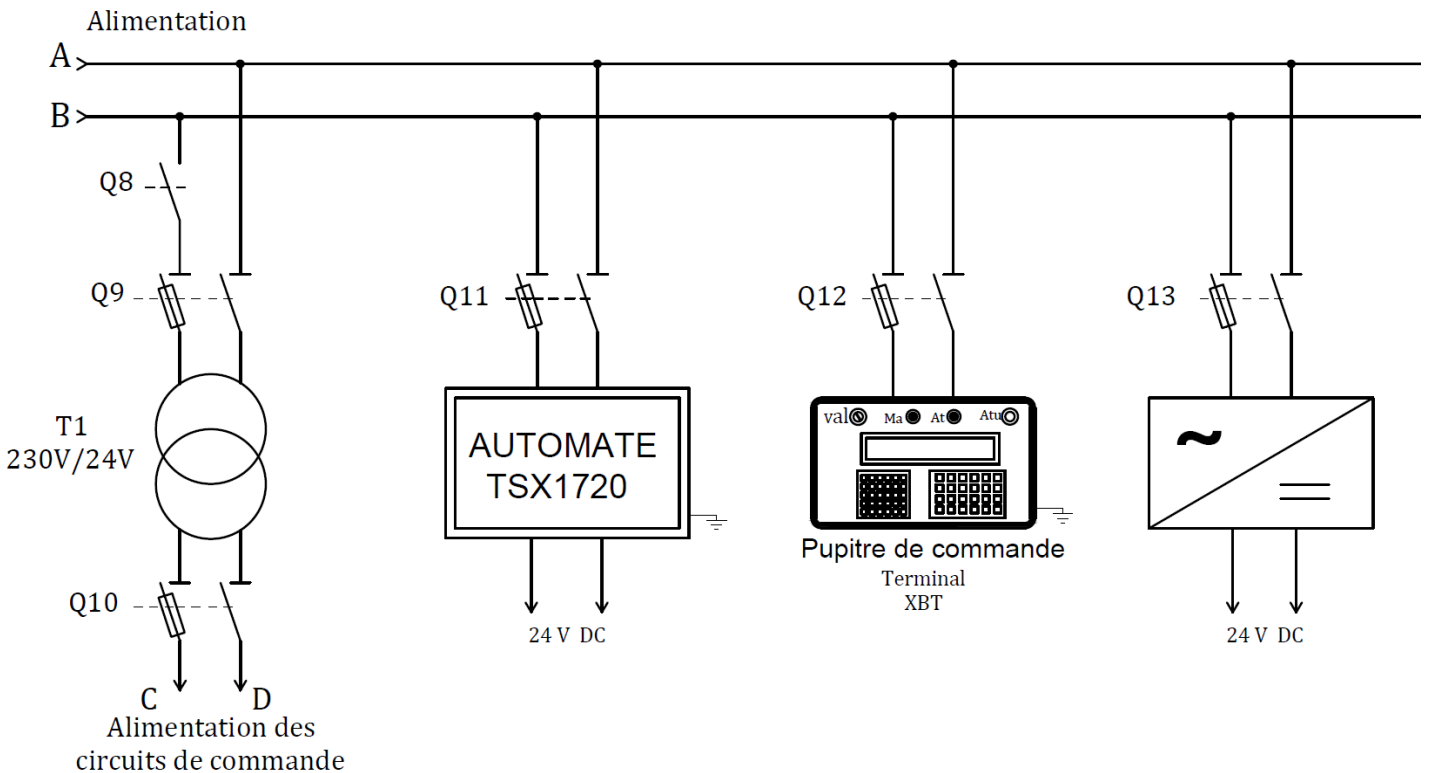 Alimentation
A
B
Q8
Q9
Q11
Q12
Q13
T1
230V/24V
AUTOMATE
TSX1720
val
Ma
At
Atu
Pupitre de commande
Terminal
XBT
Q10
24 V DC
24 V DC
C
D
Alimentation des
circuits de commande